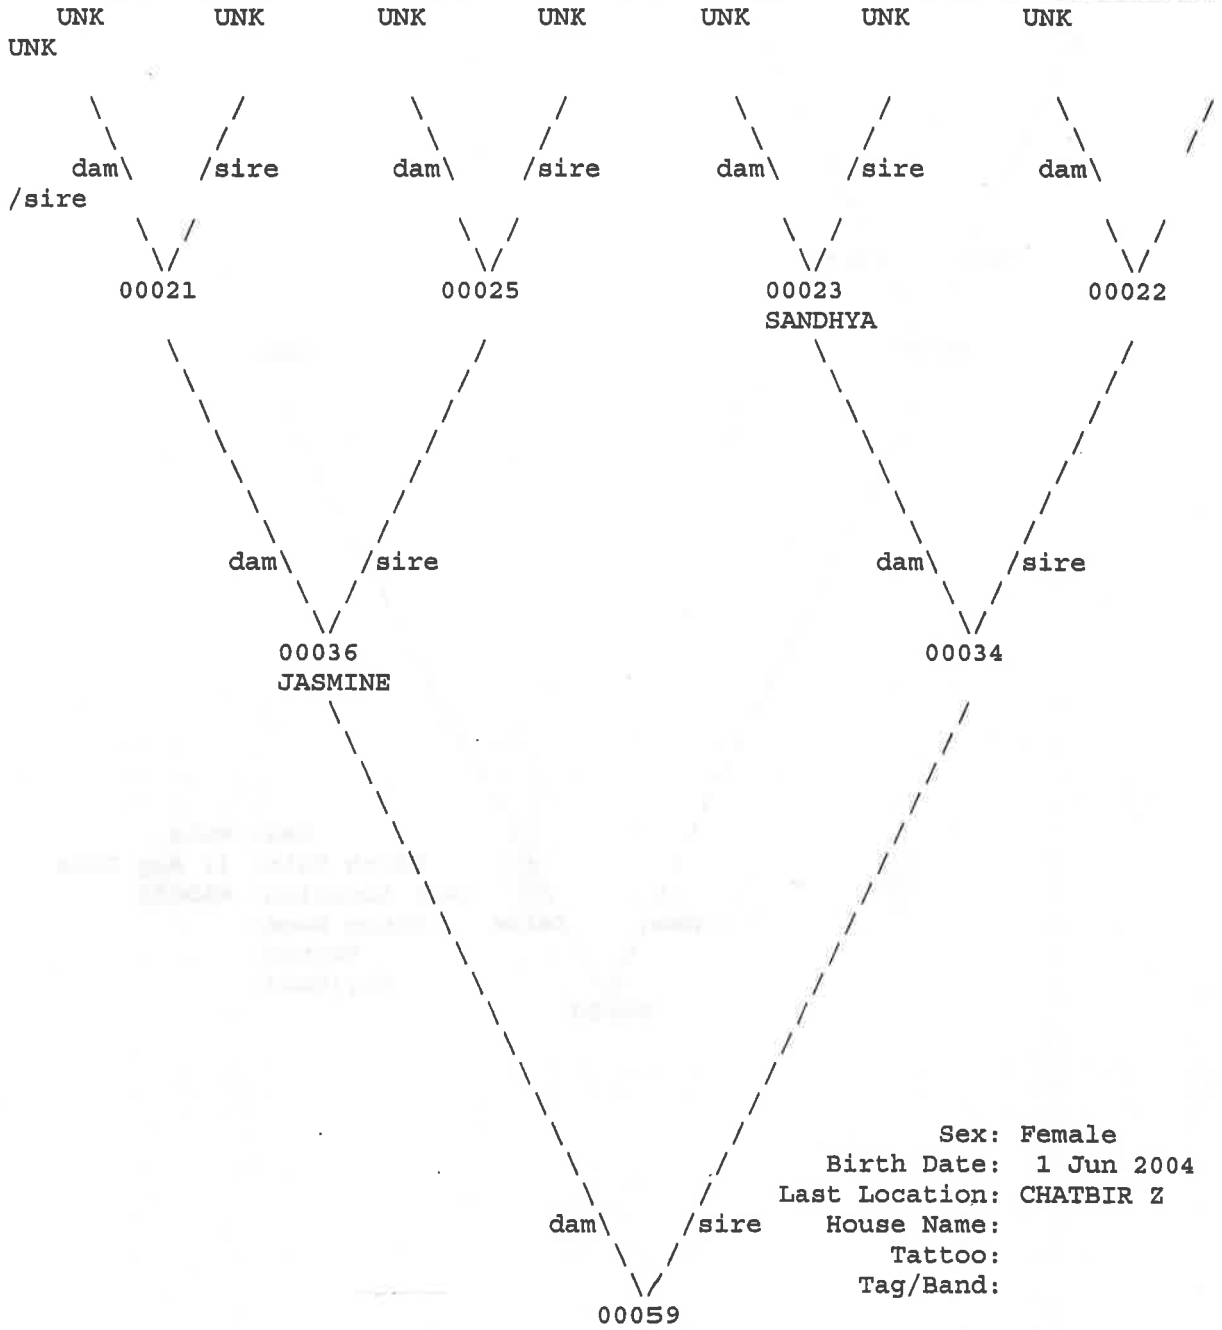 UNK UNK UNK UNK UNK UNK UNK
UNK
dam\ /sire dam\ /sire dam\ /sire dam\
/sire
00021 00025 00023 00022
SANDHYA
dam\ /sire dam\ /sire
00036 00034
JASMINE
Sex: Female
Birth Date: 1 Jun 2004
Last Location: CHATBIR Z
dam\ /sire House Name:
Tattoo:
Tag/Band:
00059